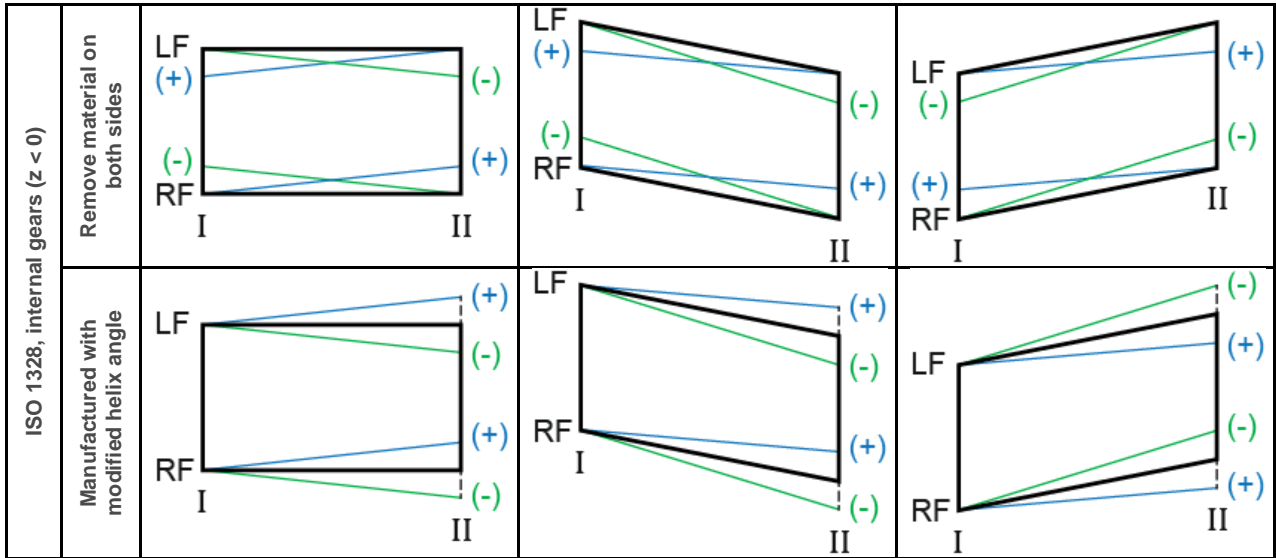 ISO 1328, internal gears (z < 0)
Remove material on
both sides
LF
(+)
(-)
(-)
(+)
RF
I
II
LF
(+)
(-)
(-)
RF
(+)
I
II
(+)
LF
(-)
(-)
(+)
RF
II
I
Manufactured with
modified helix angle
(+)
LF
(-)
(+)
RF
(-)
I
II
LF
(+)
(-)
RF
(+)
I
(-)
II
(-)
(+)
LF
(-)
(+)
RF
II
I